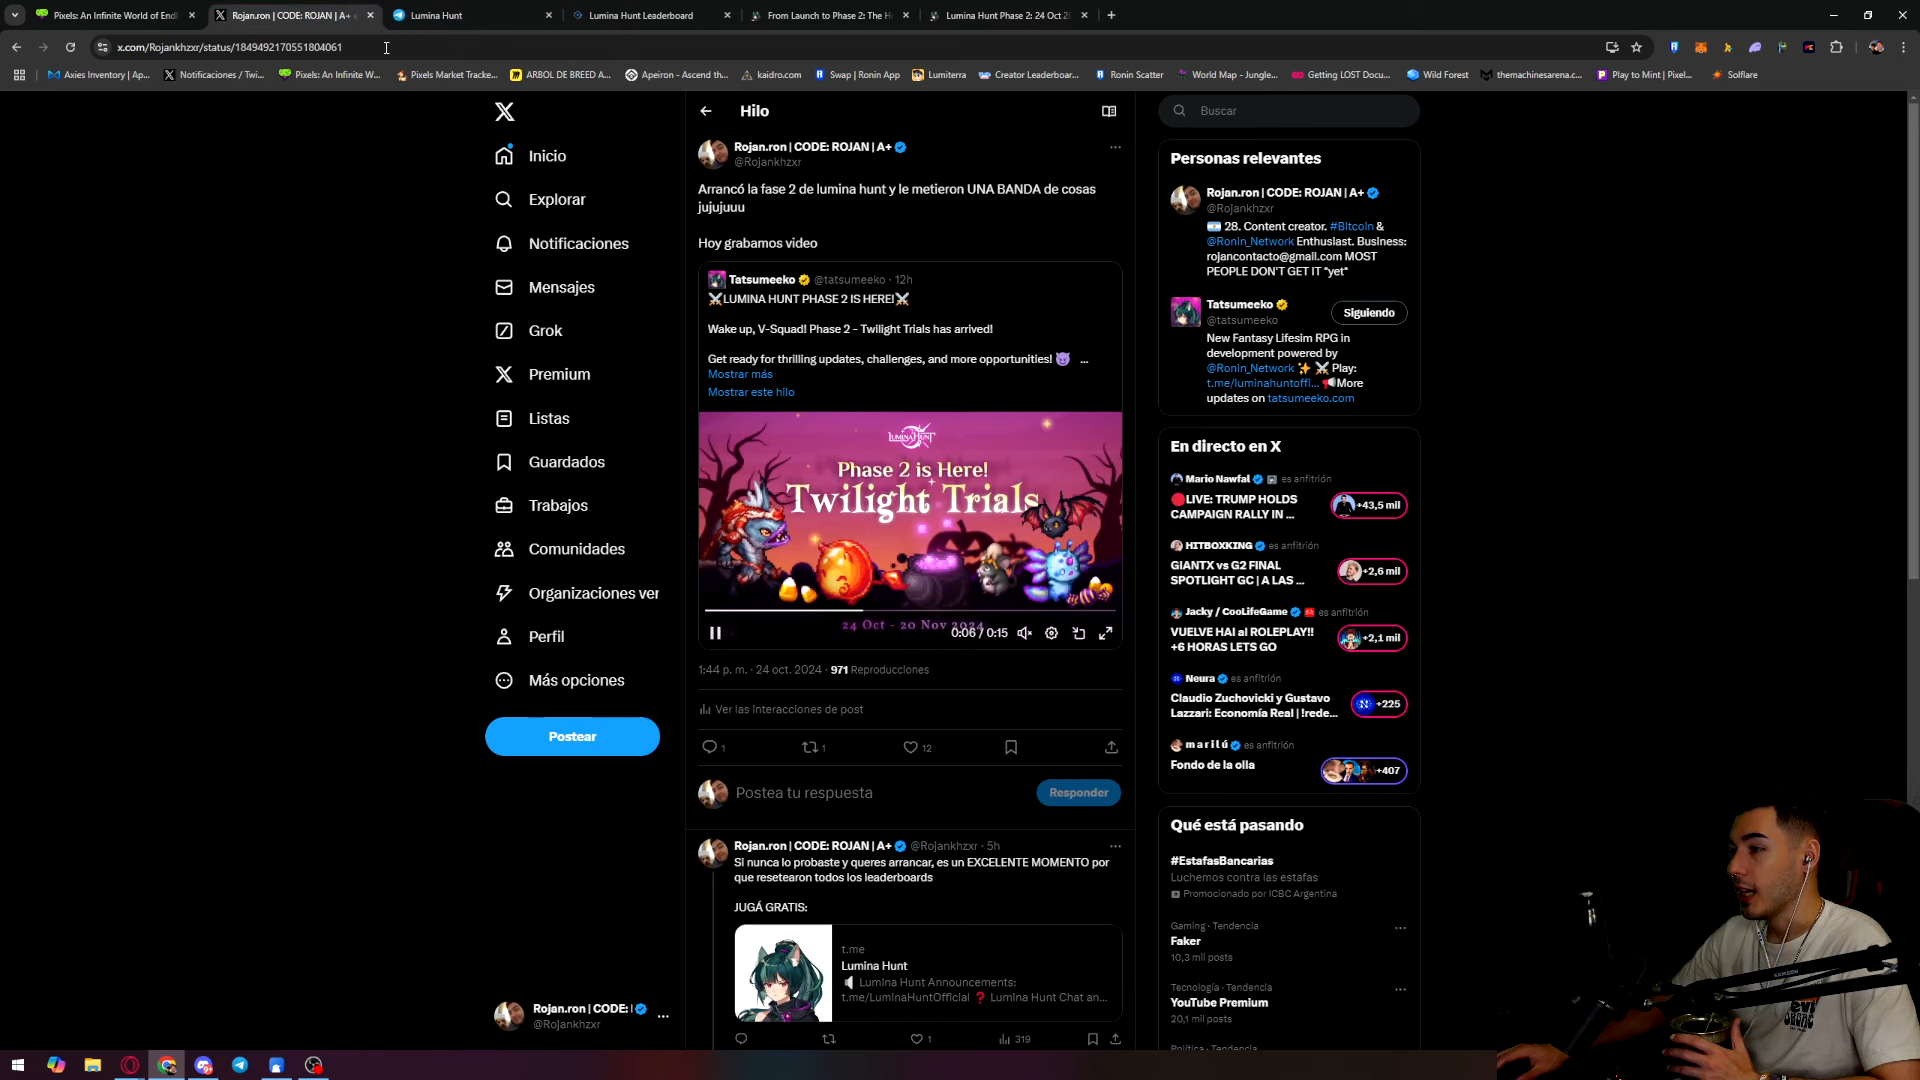 Pixels: An Infinite World of Endl
Rojan.ron | CODE: ROJAN | A+
Lumina Hunt
Lumina Hunt Leaderboard
From Launch to Phase 2: The H
Lumina Hunt Phase 2: 24 Oct 20
x.com/Rojankhzxr/status/1849492170551804061
Axies Inventory | Ap...
Notificaciones / Twi...
Pixels: An Infinite W...
Pixels Market Tracke...
ARBOL DE BREED A...
Apeiron - Ascend th...
kaidro.com
Swap | Ronin App
Lumiterra
Creator Leaderboar...
Ronin Scatter
World Map - Jungle...
Getting LOST Docu...
Wild Forest
themachinesarena.c...
Play to Mint | Pixel...
Solflare
Inicio
Explorar
Notificaciones
Mensajes
Grok
Premium
Listas
Guardados
Trabajos
Comunidades
Organizaciones ver
Perfil
Más opciones
Postear
Rojan.ron | CODE: I
@Rojankhzxr
Hilo
Rojan.ron | CODE: ROJAN | A+
@Rojankhzxr
Arrancó la fase 2 de lumina hunt y le metieron UNA BANDA de cosas
jujujuuu
Hoy grabamos video
Tatsumeeko @tatsumeeko · 12h
⚔LUMINA HUNT PHASE 2 IS HERE!⚔
Wake up, V-Squad! Phase 2 - Twilight Trials has arrived!
Get ready for thrilling updates, challenges, and more opportunities! 😈 ...
Mostrar más
Mostrar este hilo
LUMINA HUNT
Phase 2 is Here!
Twilight Trials
24 Oct - 20 Nov 2024
0:06 / 0:15
1:44 p. m. · 24 oct. 2024 · 971 Reproducciones
Ver las interacciones de post
1
1
12
Postea tu respuesta
Responder
Rojan.ron | CODE: ROJAN | A+ @Rojankhzxr · 5h
Si nunca lo probaste y queres arrancar, es un EXCELENTE MOMENTO por
que resetearon todos los leaderboards
JUGÁ GRATIS:
t.me
Lumina Hunt
Lumina Hunt Announcements:
t.me/LuminaHuntOfficial ❓ Lumina Hunt Chat an...
1
319
Buscar
Personas relevantes
Rojan.ron | CODE: ROJAN | A+
@Rojankhzxr
🇦🇷 28. Content creator. #Bitcoin &
@Ronin_Network Enthusiast. Business:
rojancontacto@gmail.com MOST
PEOPLE DON'T GET IT *yet*
Tatsumeeko
@tatsumeeko
Siguiendo
New Fantasy Lifesim RPG in
development powered by
@Ronin_Network ✨ ⚔ Play:
t.me/luminahuntoffi... 📢More
updates on tatsumeeko.com
En directo en X
Mario Nawfal es anfitrión
🔴LIVE: TRUMP HOLDS
CAMPAIGN RALLY IN ...
+43,5 mil
HITBOXKING es anfitrión
GIANTX vs G2 FINAL
SPOTLIGHT GC | A LAS ...
+2,6 mil
Jacky / CooLifeGame es anfitrión
VUELVE HAI al ROLEPLAY!!
+6 HORAS LETS GO
+2,1 mil
Neura es anfitrión
Claudio Zuchovicki y Gustavo
Lazzari: Economía Real | !rede...
+225
marilú es anfitrión
Fondo de la olla
+407
Qué está pasando
#EstafasBancarias
Luchemos contra las estafas
Promocionado por ICBC Argentina
Gaming · Tendencia
Faker
10,3 mil posts
Tecnología · Tendencia
YouTube Premium
20,1 mil posts
Política · Tendencia
SAMSON